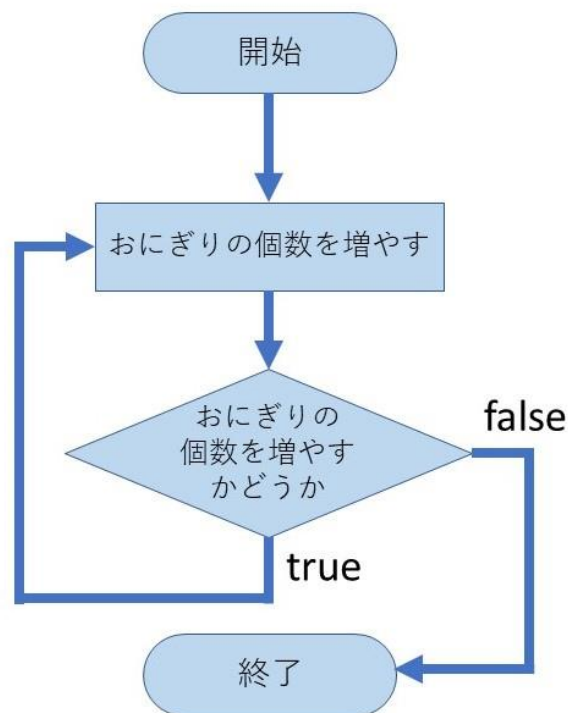 開始
おにぎりの個数を増やす
おにぎりの
個数を増やす
かどうか
false
true
終了